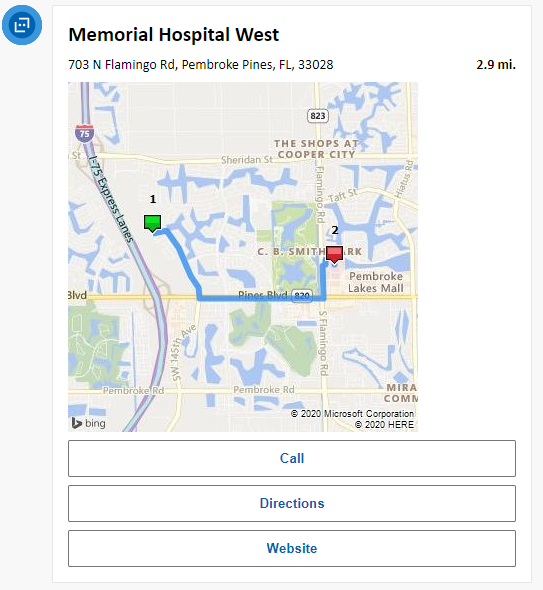 Memorial Hospital West
703 N Flamingo Rd, Pembroke Pines, FL, 33028
2.9 mi.
823
75
THE SHOPS AT
COOPER CITY
St
Sheridan St
I-75 Express Lanes
Flamingo Rd
Taft St
Hiatus Rd
1
2
C. B. SMITH PARK
Pembroke
Lakes Mall
Blvd
Pines Blvd
820
SW 145th Ave
S Flamingo Rd
Pembroke Rd
Pembroke Rd
MIRA
COMM
© 2020 Microsoft Corporation
© 2020 HERE
bing
Call
Directions
Website